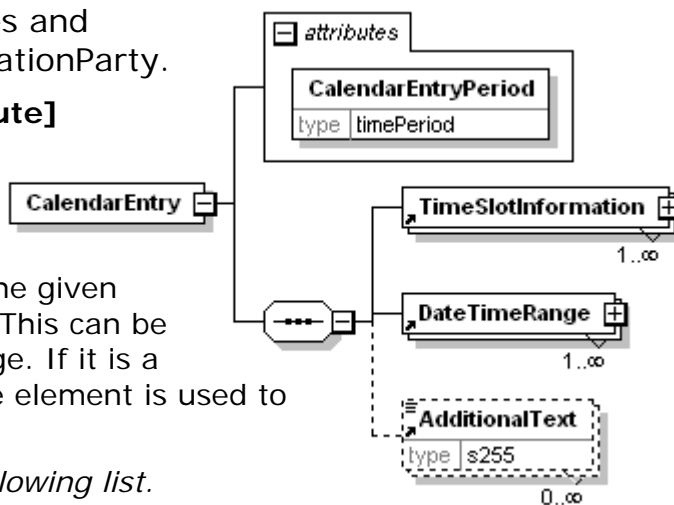 s and
ationParty.
ute]
attributes
CalendarEntryPeriod
type timePeriod
CalendarEntry
TimeSlotInformation
1..∞
ne given
This can be
ge. If it is a
e element is used to
DateTimeRange
1..∞
AdditionalText
type s255
0..∞
lowing list.